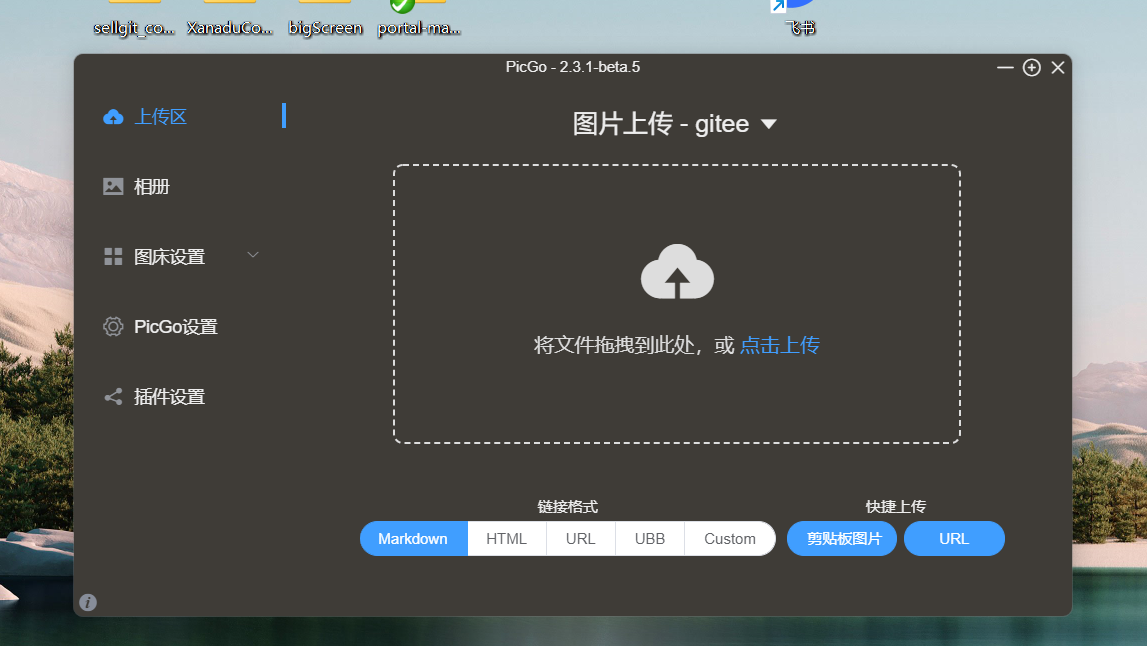 sellgit_co...
XanaduCo...
bigScreen
portal-ma...
飞书
PicGo - 2.3.1-beta.5
上传区
图片上传 - gitee
相册
图床设置
PicGo设置
插件设置
将文件拖拽到此处，或 点击上传
链接格式
快捷上传
Markdown
HTML
URL
UBB
Custom
剪贴板图片
URL
i